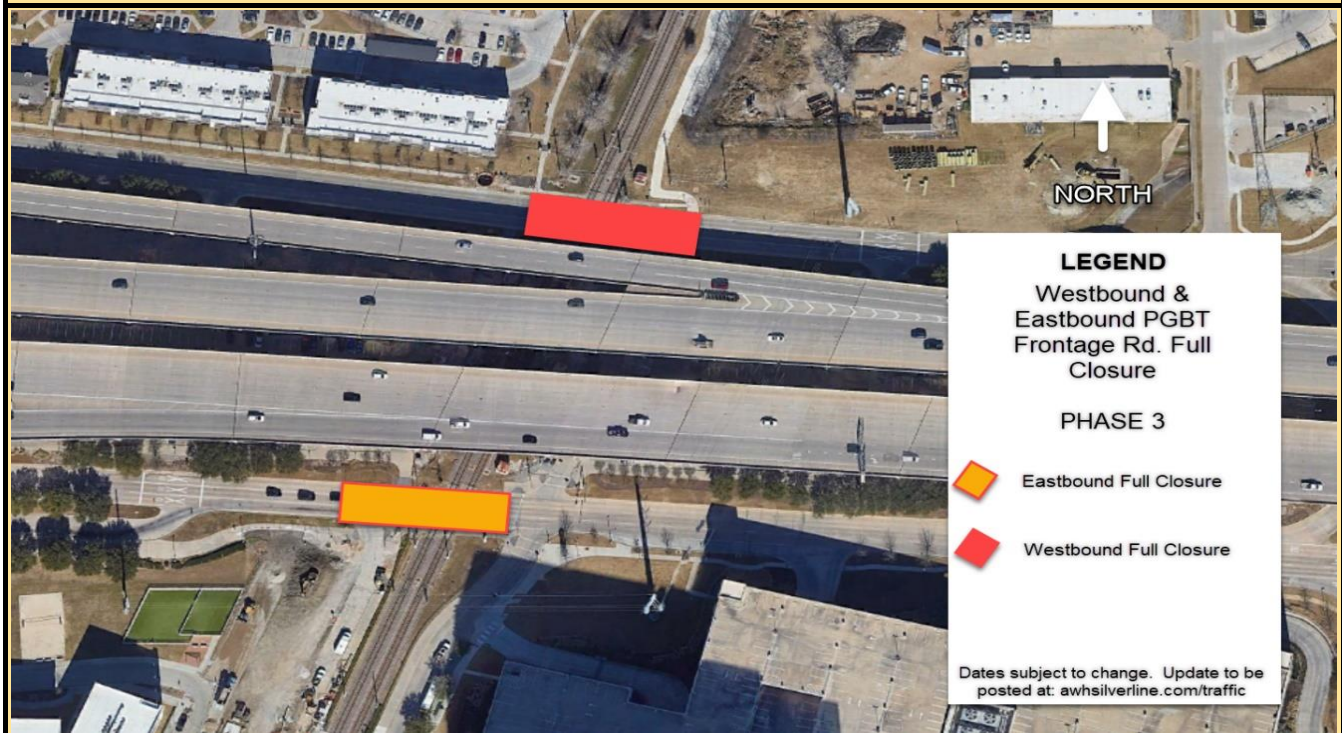 NORTH
LEGEND
Westbound &
Eastbound PGBT
Frontage Rd. Full
Closure
PHASE 3
Eastbound Full Closure
Westbound Full Closure
Dates subject to change. Update to be
posted at: awhsilverline.com/traffic